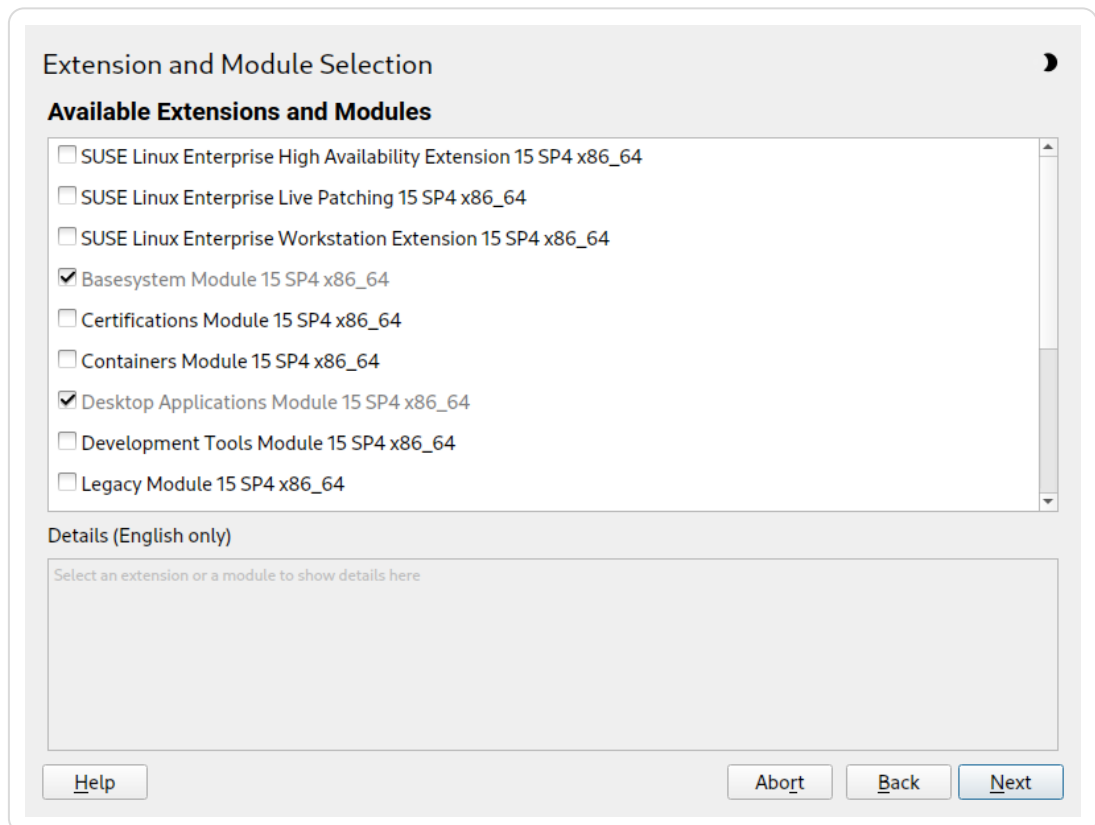 Extension and Module Selection
Available Extensions and Modules
SUSE Linux Enterprise High Availability Extension 15 SP4 x86_64
SUSE Linux Enterprise Live Patching 15 SP4 x86_64
SUSE Linux Enterprise Workstation Extension 15 SP4 x86_64
Basesystem Module 15 SP4 x86_64
Certifications Module 15 SP4 x86_64
Containers Module 15 SP4 x86_64
Desktop Applications Module 15 SP4 x86_64
Development Tools Module 15 SP4 x86_64
Legacy Module 15 SP4 x86_64
Details (English only)
Select an extension or a module to show details here
Help Abort Back Next